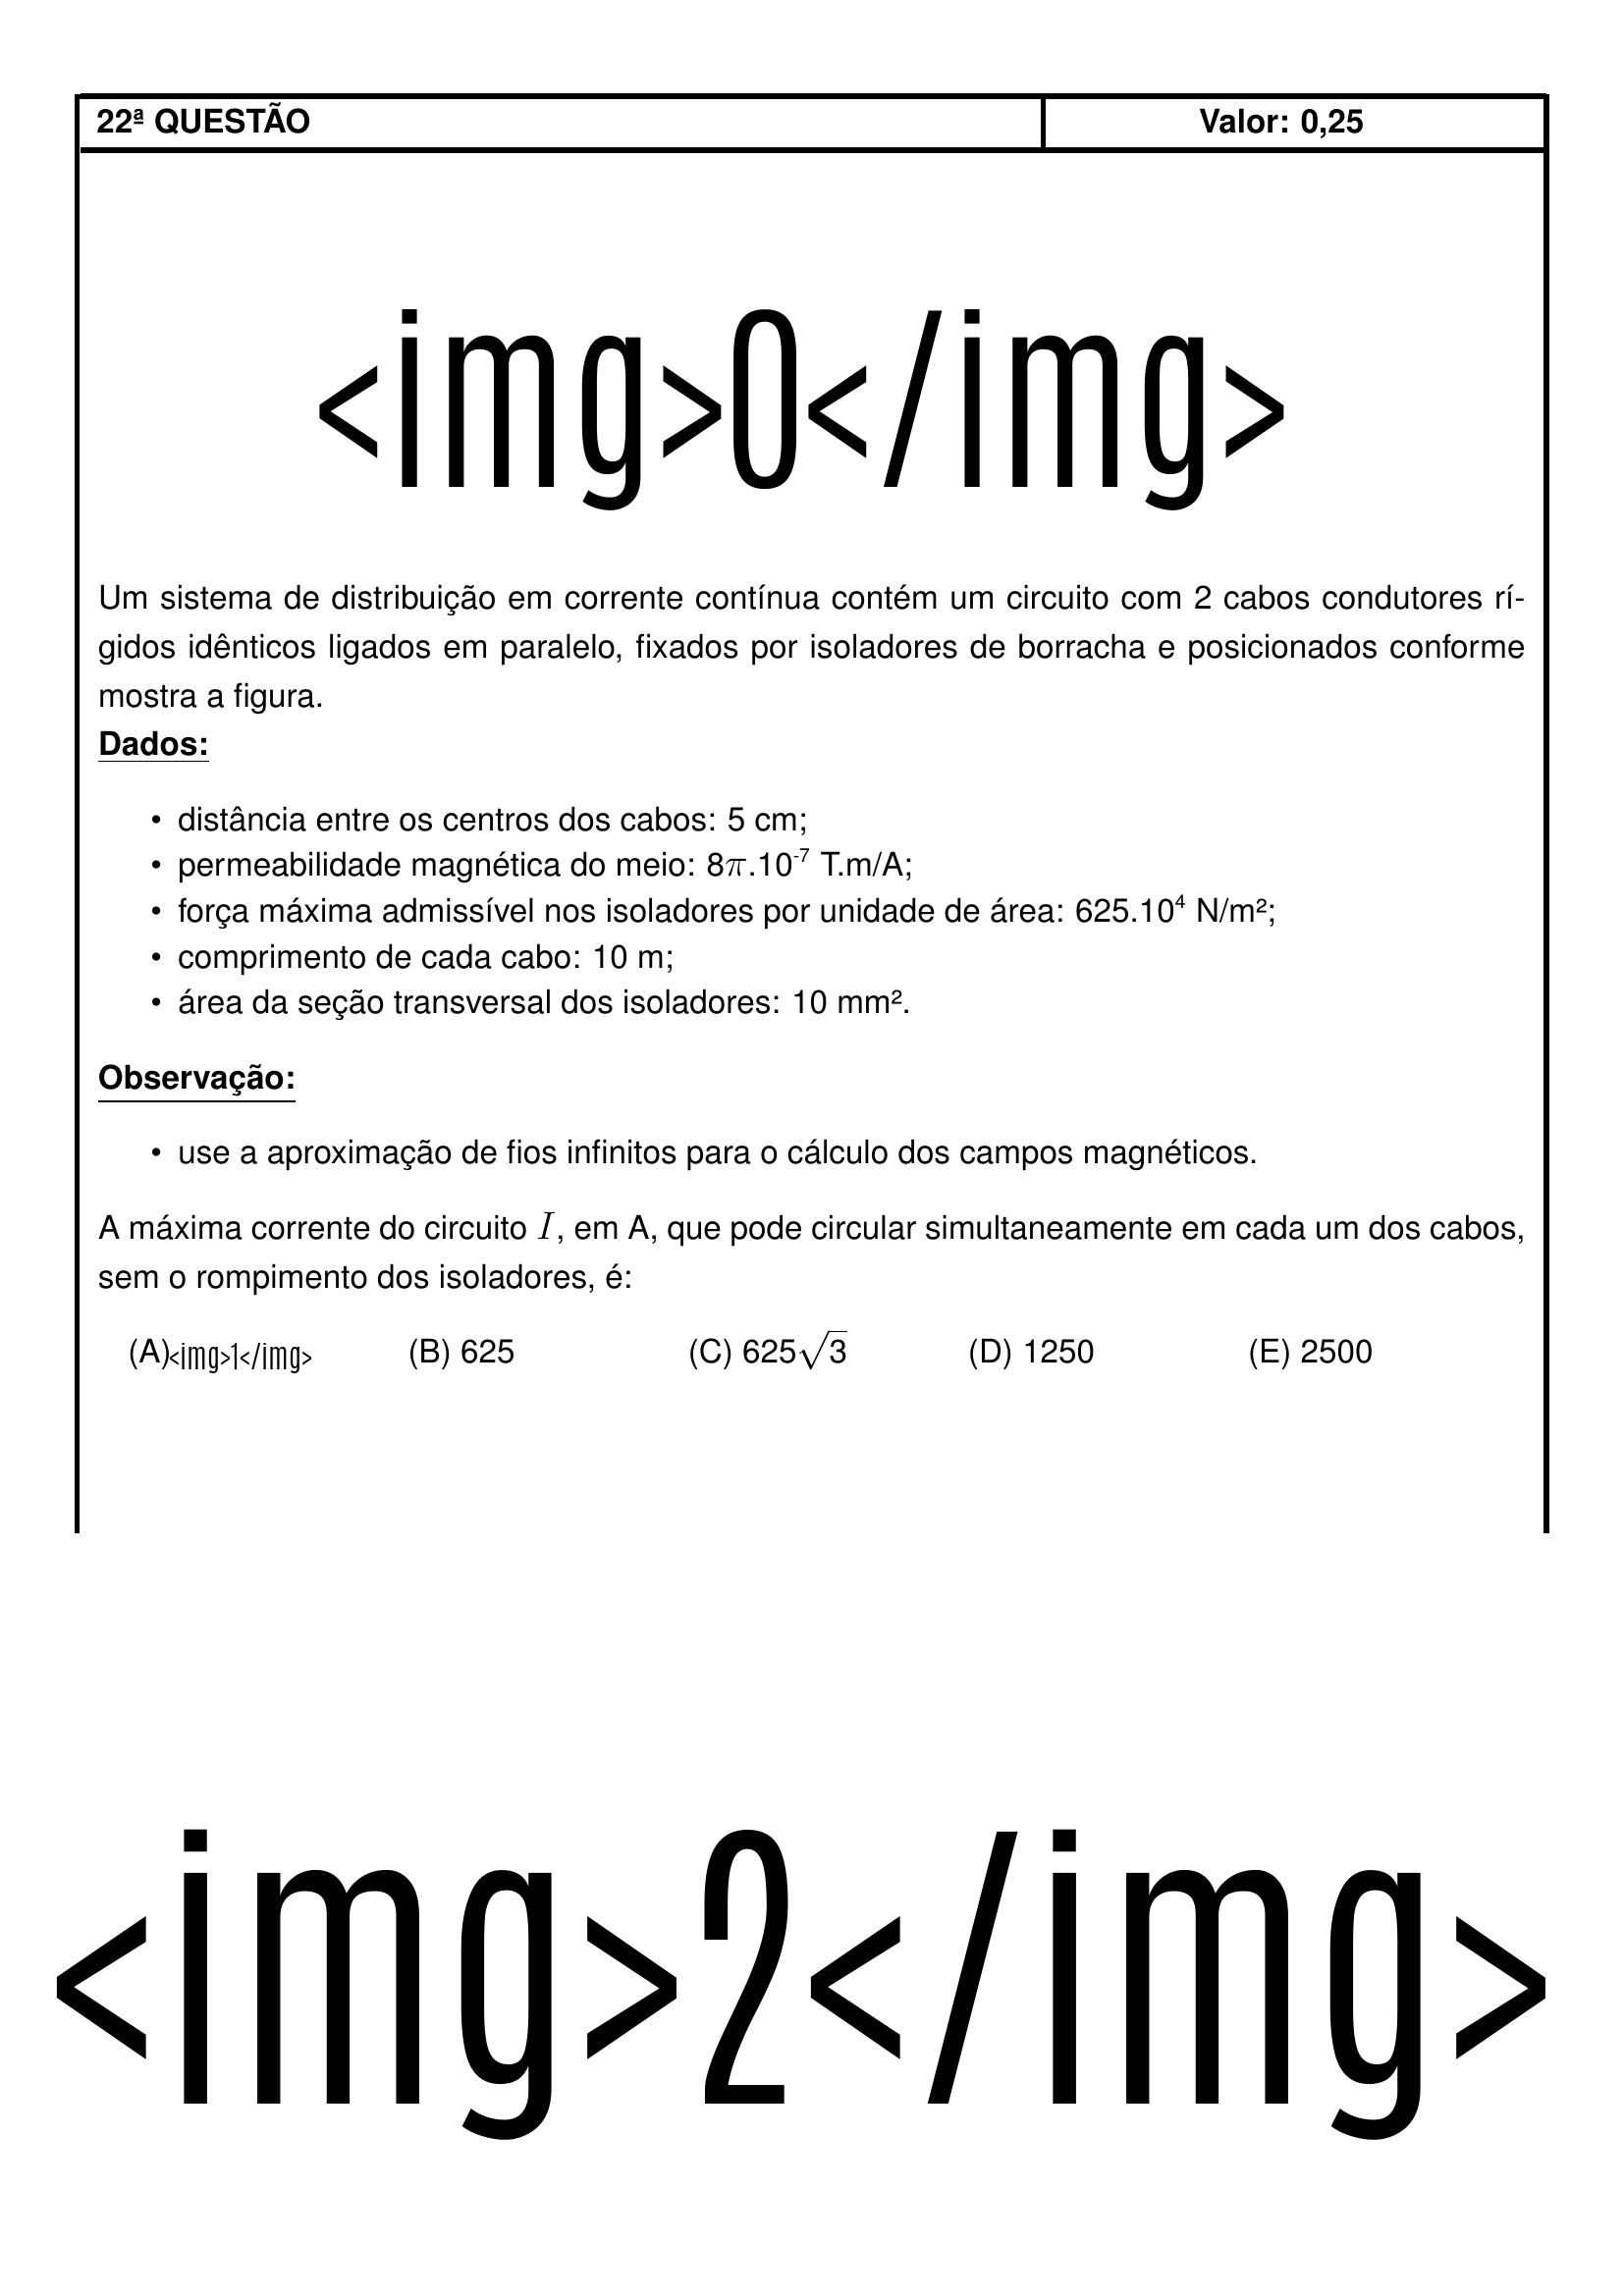 22ª QUESTÃO Valor: 0,25
<img>0</img>
Um sistema de distribuição em corrente contínua contém um circuito com 2 cabos condutores rí-
gidos idênticos ligados em paralelo, fixados por isoladores de borracha e posicionados conforme
mostra a figura.
Dados:
• distância entre os centros dos cabos: 5 cm;
• permeabilidade magnética do meio: 8π.10⁻⁷ T.m/A;
• força máxima admissível nos isoladores por unidade de área: 625.10⁴ N/m²;
• comprimento de cada cabo: 10 m;
• área da seção transversal dos isoladores: 10 mm².
Observação:
• use a aproximação de fios infinitos para o cálculo dos campos magnéticos.
A máxima corrente do circuito I, em A, que pode circular simultaneamente em cada um dos cabos,
sem o rompimento dos isoladores, é:
(A)<img>1</img> (B) 625 (C) 625√3 (D) 1250 (E) 2500
<img>2</img>